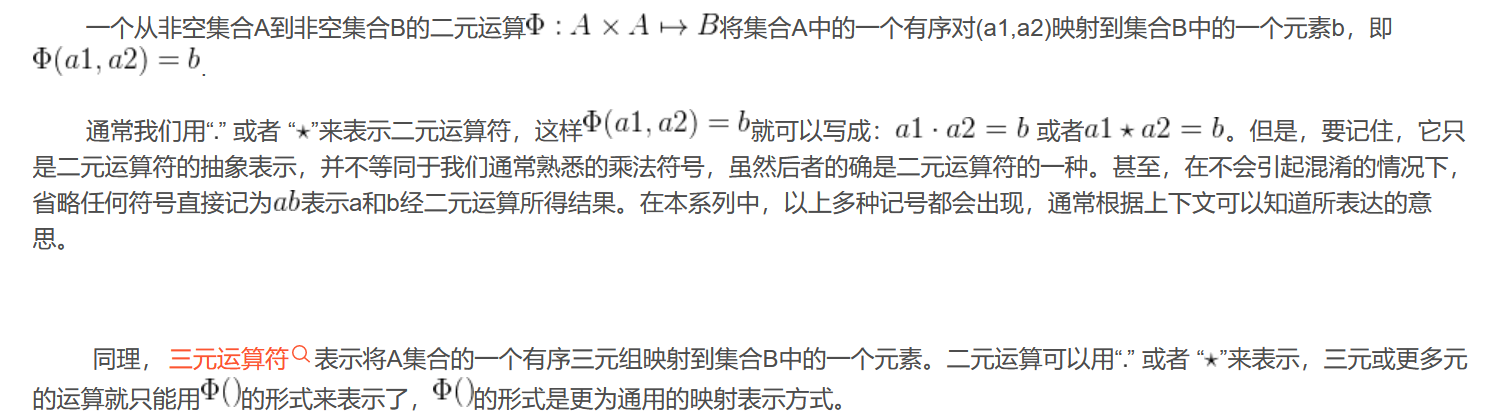 一个从非空集合A到非空集合B的二元运算Φ : A × A ↦ B将集合A中的一个有序对(a1,a2)映射到集合B中的一个元素b，即
Φ(a1, a2) = b.
通常我们用“.” 或者 “⋆”来表示二元运算符，这样Φ(a1, a2) = b就可以写成：a1 · a2 = b 或者a1 ⋆ a2 = b。但是，要记住，它只
是二元运算符的抽象表示，并不等同于我们通常熟悉的乘法符号，虽然后者的确是二元运算符的一种。甚至，在不会引起混淆的情况下，
省略任何符号直接记为ab表示a和b经二元运算所得结果。在本系列中，以上多种记号都会出现，通常根据上下文可以知道所表达的意
思。
同理， 三元运算符 表示将A集合的一个有序三元组映射到集合B中的一个元素。二元运算可以用“.” 或者 “⋆”来表示，三元或更多元
的运算就只能用Φ()的形式来表示了，Φ()的形式是更为通用的映射表示方式。